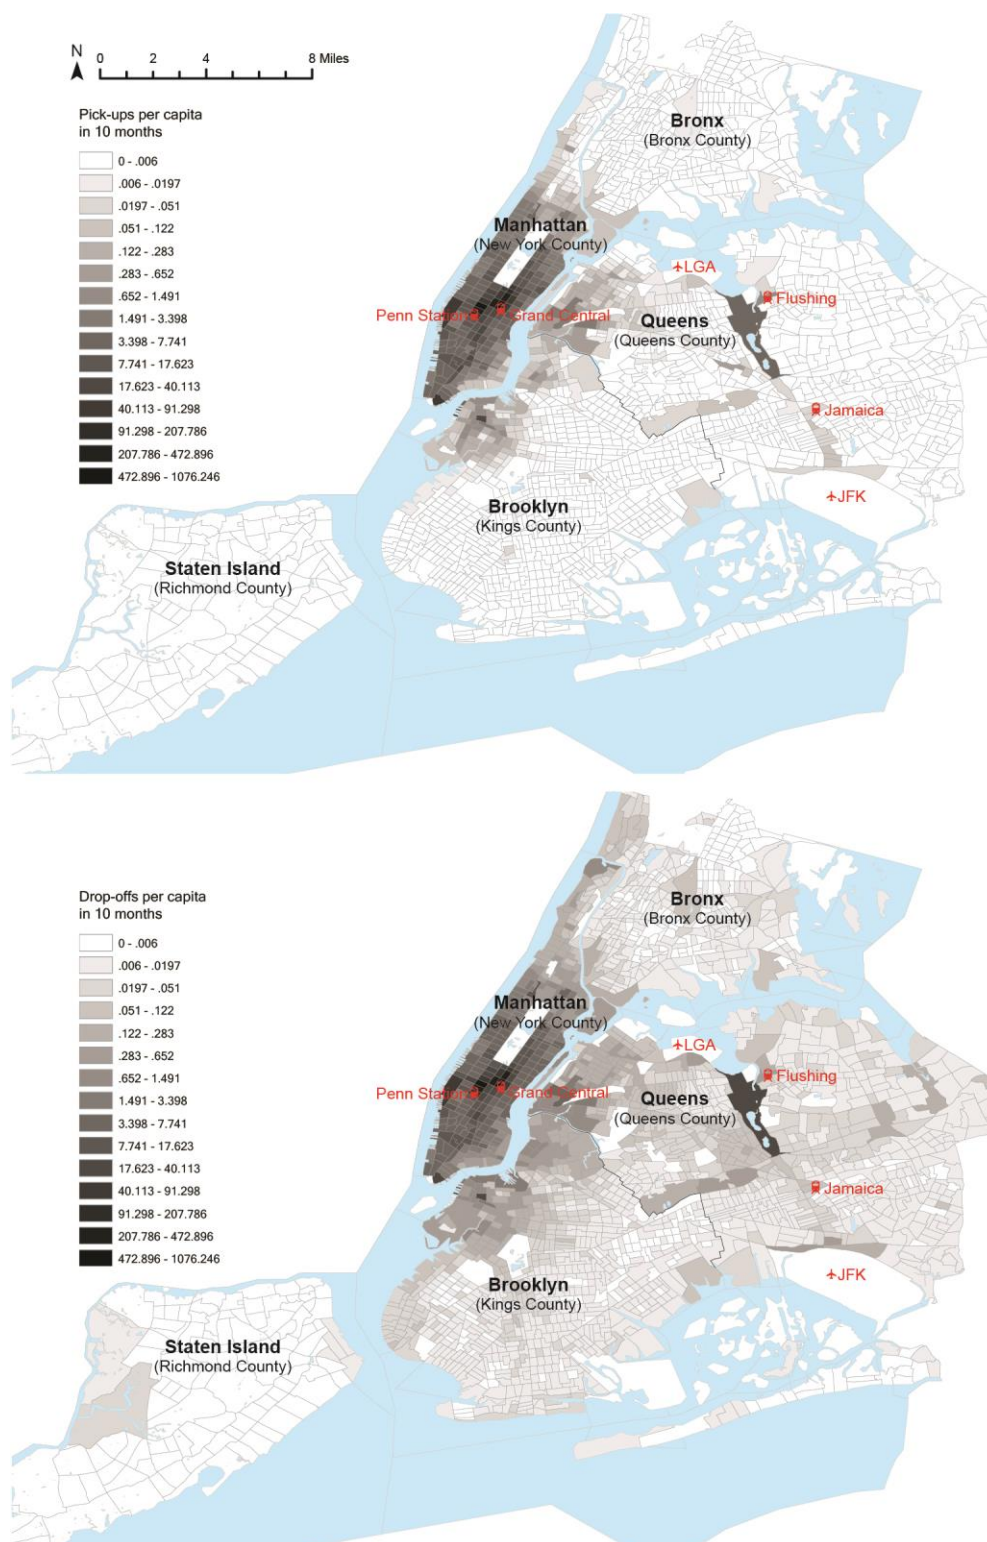 N
0 2 4 8 Miles
Pick-ups per capita
in 10 months
0 - .006
.006 - .0197
.0197 - .051
.051 - .122
.122 - .283
.283 - .652
.652 - 1.491
1.491 - 3.398
3.398 - 7.741
7.741 - 17.623
17.623 - 40.113
40.113 - 91.298
91.298 - 207.786
207.786 - 472.896
472.896 - 1076.246
Bronx
(Bronx County)
Manhattan
(New York County)
LGA
Flushing
Penn Station
Grand Central
Queens
(Queens County)
Jamaica
JFK
Brooklyn
(Kings County)
Staten Island
(Richmond County)
Drop-offs per capita
in 10 months
0 - .006
.006 - .0197
.0197 - .051
.051 - .122
.122 - .283
.283 - .652
.652 - 1.491
1.491 - 3.398
3.398 - 7.741
7.741 - 17.623
17.623 - 40.113
40.113 - 91.298
91.298 - 207.786
207.786 - 472.896
472.896 - 1076.246
Bronx
(Bronx County)
Manhattan
(New York County)
LGA
Flushing
Penn Station
Grand Central
Queens
(Queens County)
Jamaica
JFK
Brooklyn
(Kings County)
Staten Island
(Richmond County)